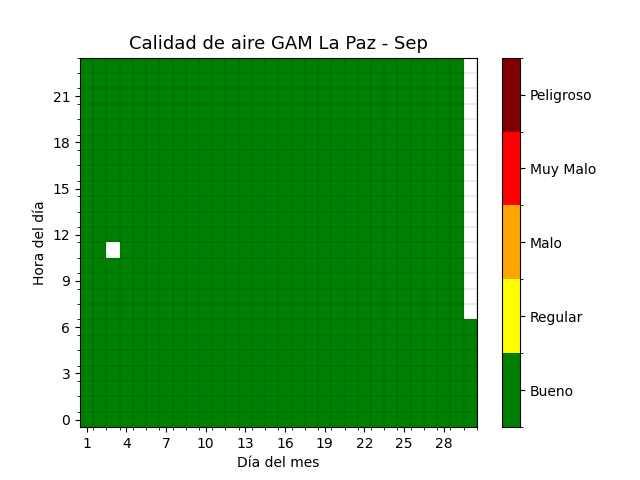 Calidad de aire GAM La Paz - Sep
Hora del día
21
18
15
12
9
6
3
0
1 4 7 10 13 16 19 22 25 28
Día del mes
Peligroso
Muy Malo
Malo
Regular
Bueno